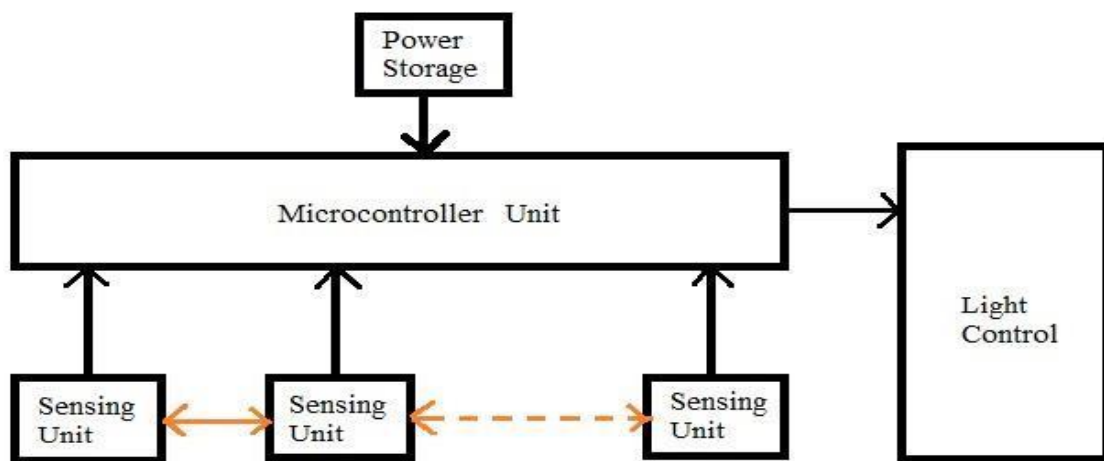 Power
Storage
Microcontroller Unit
Light
Control
Sensing
Unit
Sensing
Unit
Sensing
Unit